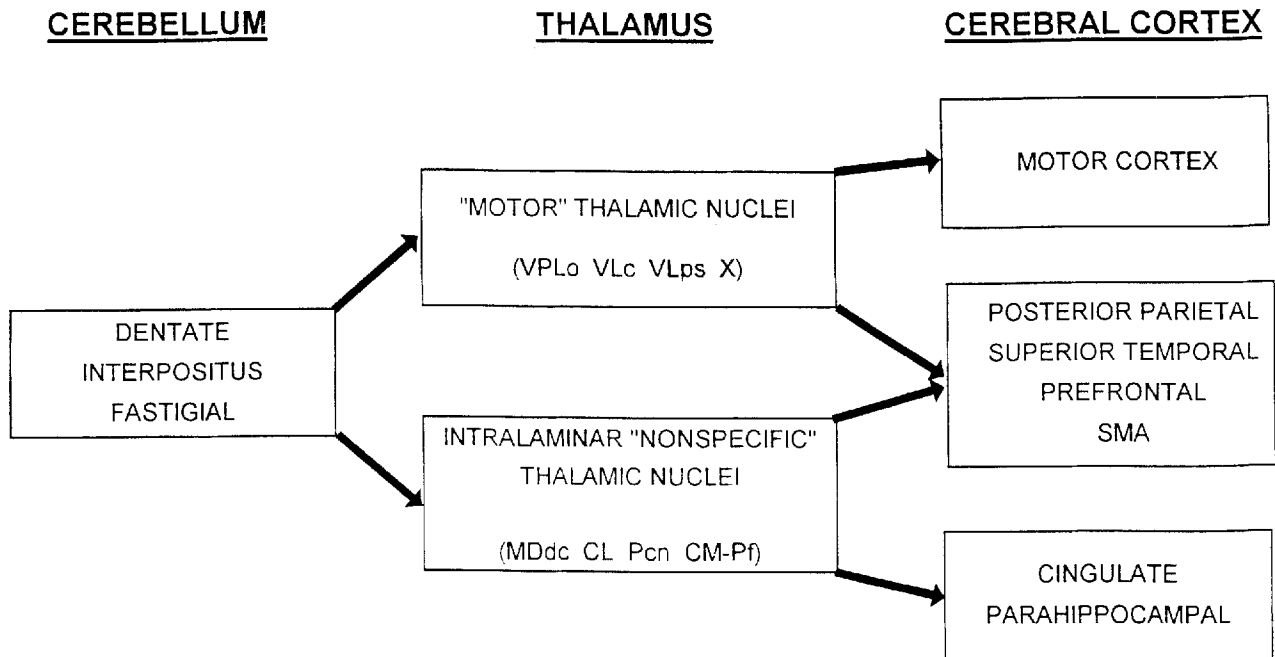 CEREBELLUM
THALAMUS
CEREBRAL CORTEX
DENTATE
INTERPOSITUS
FASTIGIAL
"MOTOR" THALAMIC NUCLEI
(VPLo VLc VLps X)
INTRALAMINAR "NONSPECIFIC"
THALAMIC NUCLEI
(MDdc CL Pcn CM-Pf)
MOTOR CORTEX
POSTERIOR PARIETAL
SUPERIOR TEMPORAL
PREFRONTAL
SMA
CINGULATE
PARAHIPPOCAMPAL